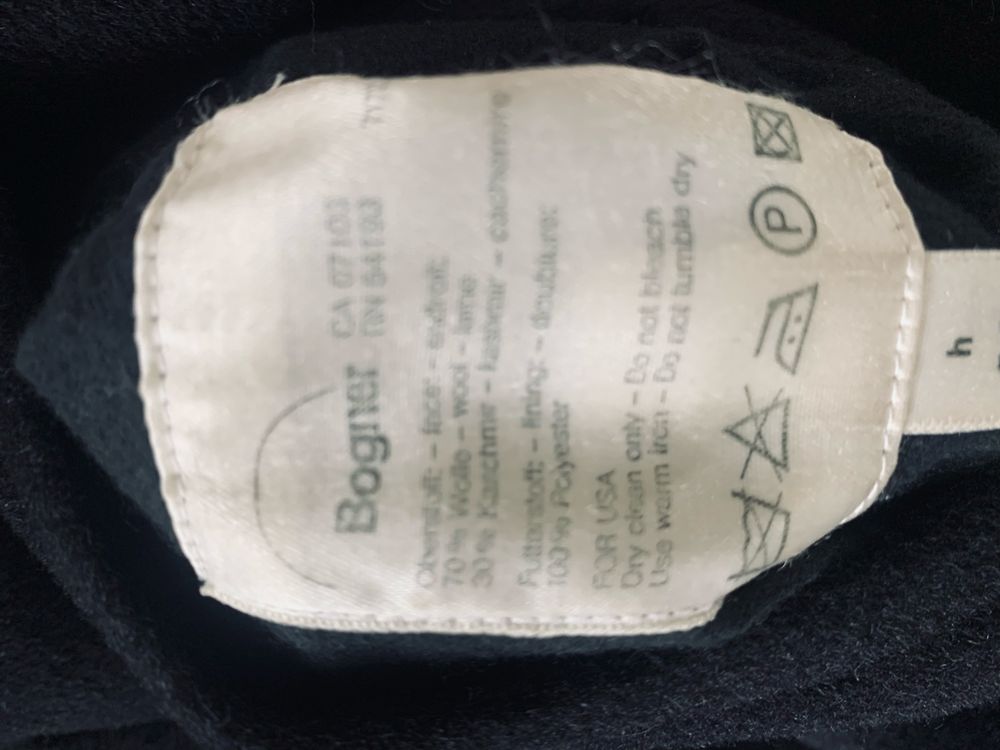 Bogner CA 07103
RN 54193
Oberstoff: - face: - endroit:
70% Wolle - wool - laine
30% Kaschmir - kashmir - cachemire
Futterstoff: - lining: - doublure:
100% Polyester
FOR USA
Dry clean only - Do not bleach
Use warm iron - Do not tumble dry
P
h